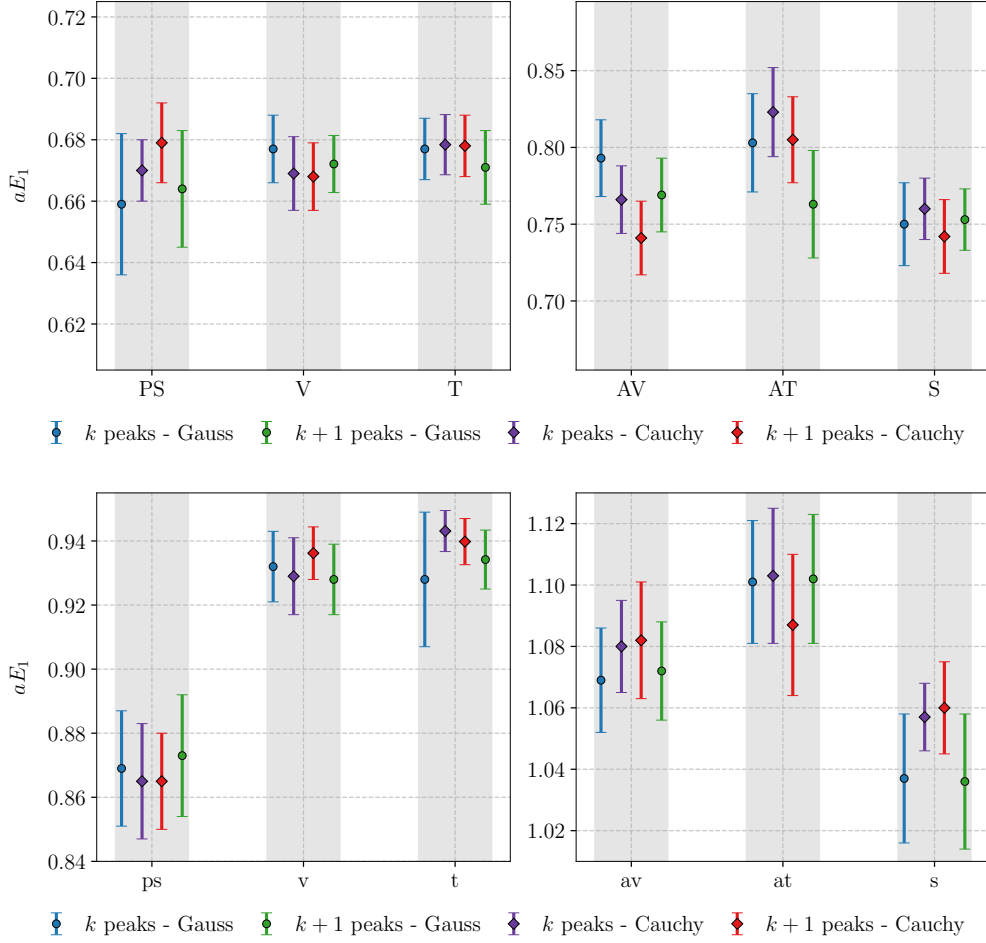 0.72
0.70
0.68
0.66
0.64
0.62
aE₁
PS V T
0.85
0.80
0.75
0.70
AV AT S
k peaks - Gauss k + 1 peaks - Gauss k peaks - Cauchy k + 1 peaks - Cauchy
0.94
0.92
0.90
0.88
0.86
0.84
aE₁
ps v t
1.12
1.10
1.08
1.06
1.04
1.02
av at s
k peaks - Gauss k + 1 peaks - Gauss k peaks - Cauchy k + 1 peaks - Cauchy